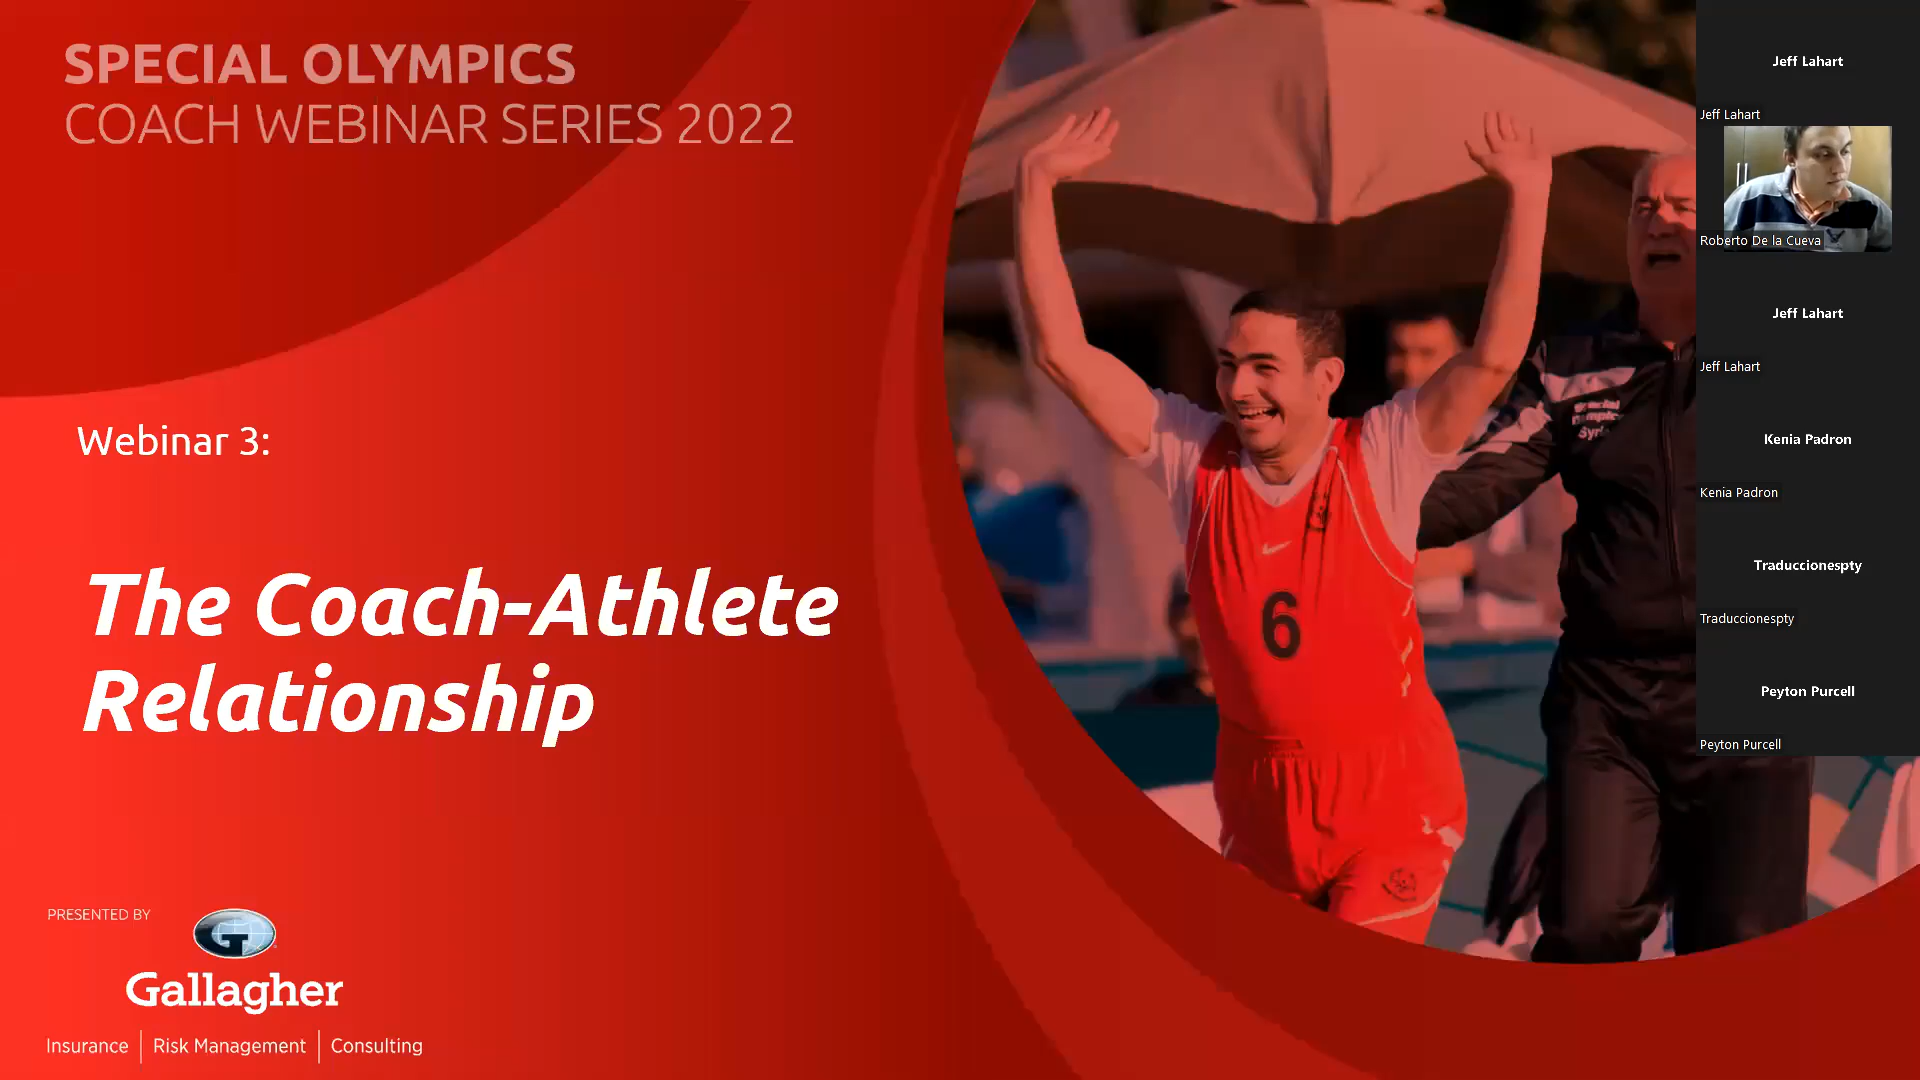 SPECIAL OLYMPICS
COACH WEBINAR SERIES 2022
Webinar 3:
The Coach-Athlete
Relationship
PRESENTED BY
G
Gallagher
Insurance | Risk Management | Consulting
6
Jeff Lahart
Jeff Lahart
Roberto De la Cueva
Jeff Lahart
Jeff Lahart
Kenia Padron
Kenia Padron
Traduccionespty
Traduccionespty
Peyton Purcell
Peyton Purcell